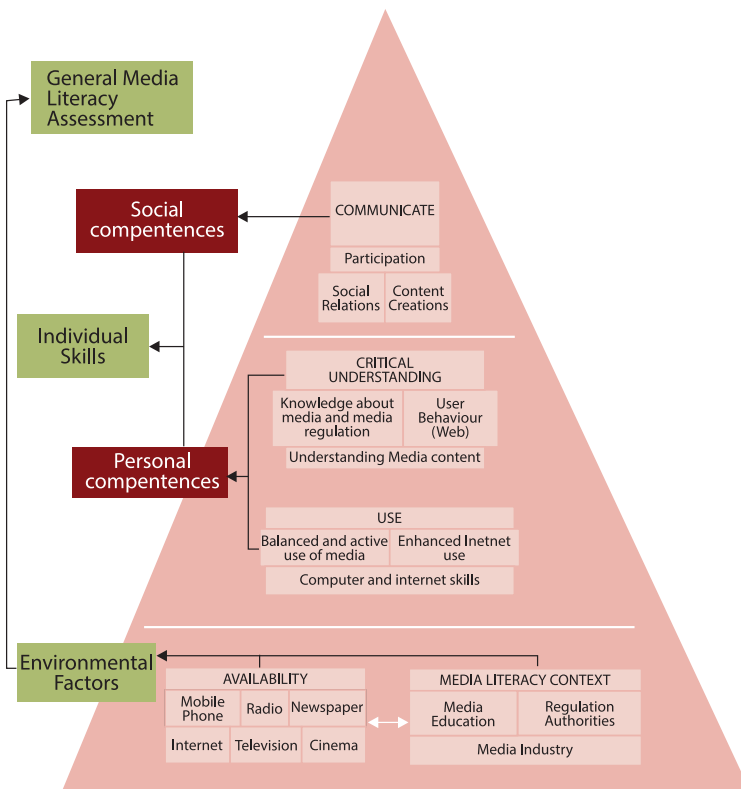 General Media
Literacy
Assessment
Social
compentences
COMMUNICATE
Participation
Social
Relations
Content
Creations
Individual
Skills
CRITICAL
UNDERSTANDING
Knowledge about
media and media
regulation
User
Behaviour
(Web)
Understanding Media content
Personal
compentences
USE
Balanced and active
use of media
Enhanced Inetnet
use
Computer and internet skills
Environmental
Factors
AVAILABILITY
Mobile
Phone
Radio
Newspaper
Internet
Television
Cinema
MEDIA LITERACY CONTEXT
Media
Education
Regulation
Authorities
Media Industry